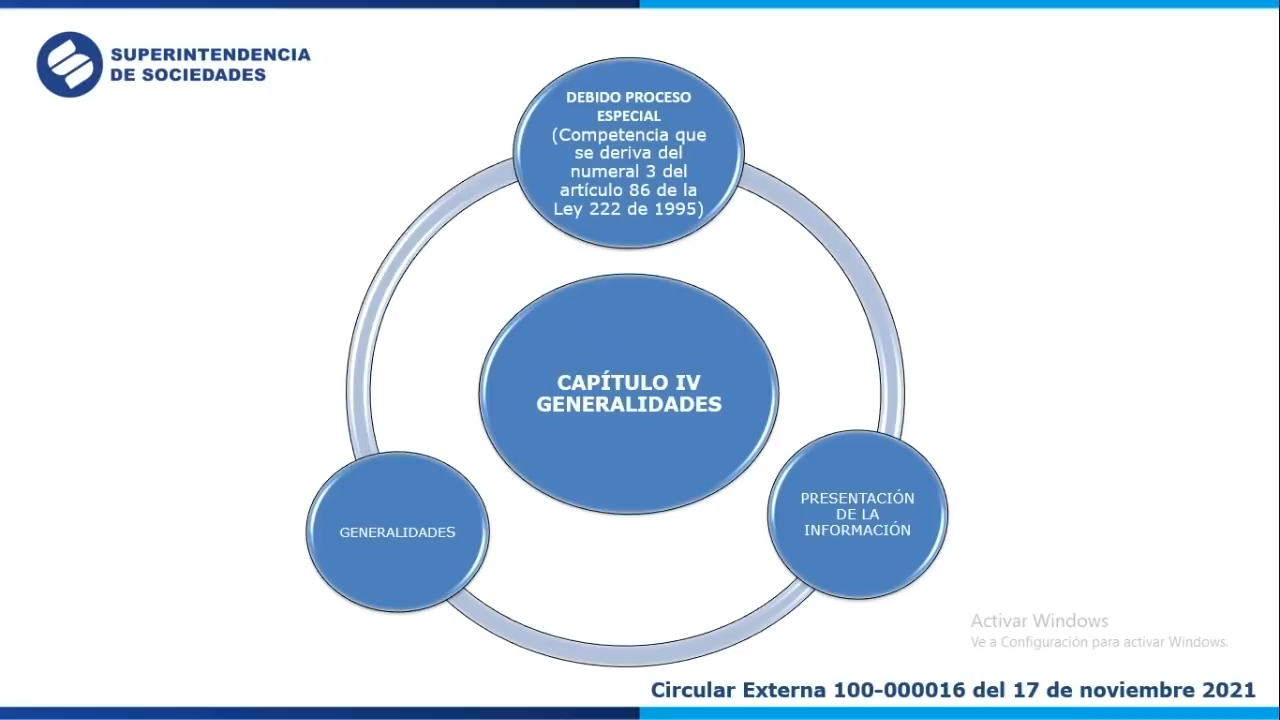 SUPERINTENDENCIA
DE SOCIEDADES
DEBIDO PROCESO
ESPECIAL
(Competencia que
se deriva del
numeral 3 del
artículo 86 de la
Ley 222 de 1995)
CAPÍTULO IV
GENERALIDADES
GENERALIDADES
PRESENTACIÓN
DE LA
INFORMACIÓN
Activar Windows
Ve a Configuración para activar Windows.
Circular Externa 100-000016 del 17 de noviembre 2021